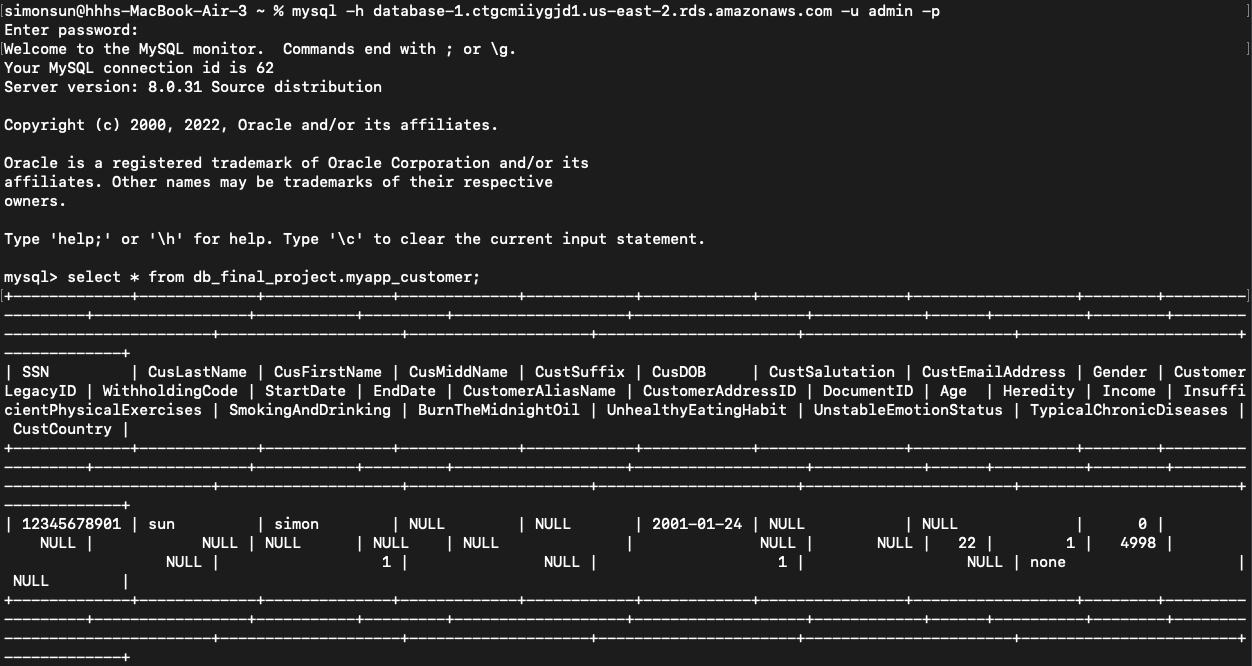 simonsun@hhhs-MacBook-Air-3 ~ % mysql -h database-1.ctgcmiiygjd1.us-east-2.rds.amazonaws.com -u admin -p
Enter password:
Welcome to the MySQL monitor.  Commands end with ; or \g.
Your MySQL connection id is 62
Server version: 8.0.31 Source distribution

Copyright (c) 2000, 2022, Oracle and/or its affiliates.

Oracle is a registered trademark of Oracle Corporation and/or its
affiliates. Other names may be trademarks of their respective
owners.

Type 'help;' or '\h' for help. Type '\c' to clear the current input statement.

mysql> select * from db_final_project.myapp_customer;
| SSN | CusLastName | CusFirstName | CusMiddName | CustSuffix | CusDOB | CustSalutation | CustEmailAddress | Gender | Customer
LegacyID | WithholdingCode | StartDate | EndDate | CustomerAliasName | CustomerAddressID | DocumentID | Age | Heredity | Income | Insuffi
cientPhysicalExercises | SmokingAndDrinking | BurnTheMidnightOil | UnhealthyEatingHabit | UnstableEmotionStatus | TypicalChronicDiseases |
CustCountry |
| 12345678901 | sun | simon | NULL | NULL | 2001-01-24 | NULL | NULL | 0 |
NULL | NULL | NULL | NULL | NULL | NULL | NULL | 22 | 1 | 4998 |
NULL | 1 | NULL | 1 | NULL | none |
NULL |